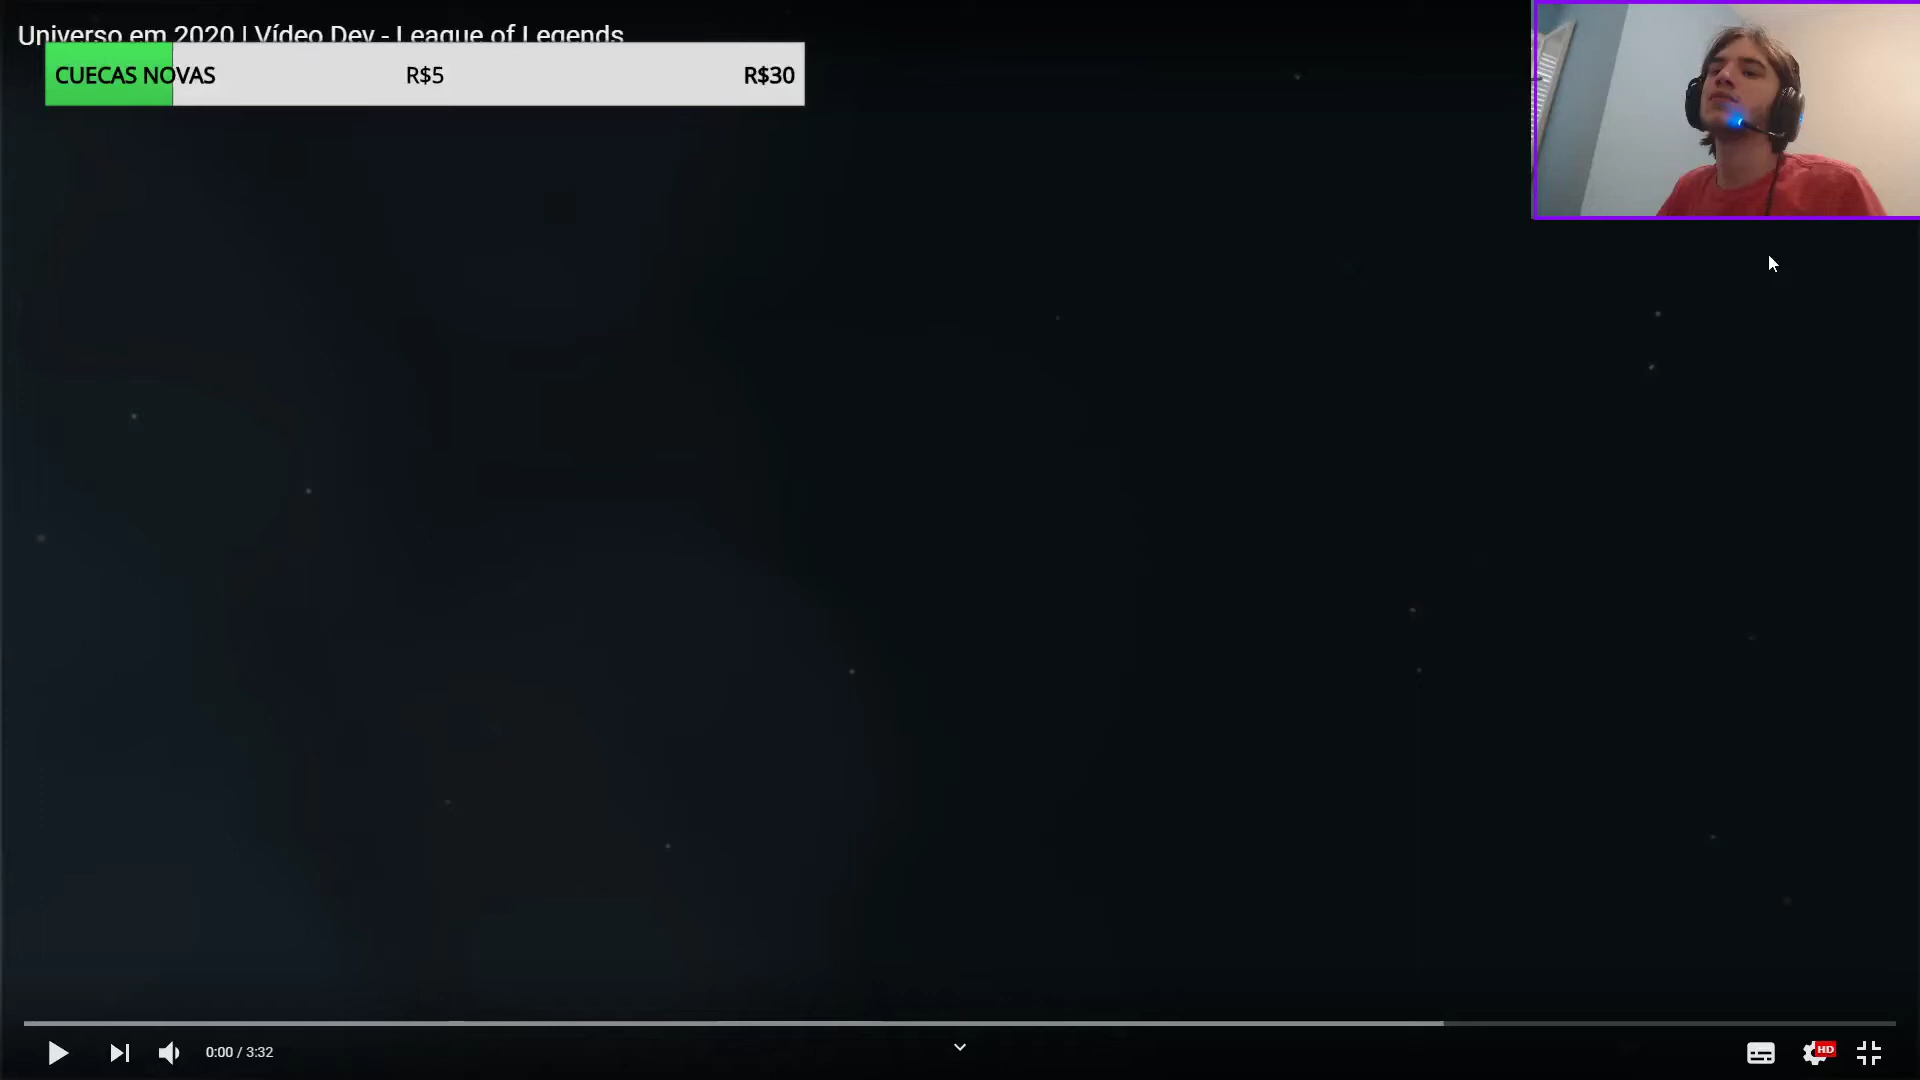 Universo em 2020 | Vídeo Dev - League of Legends
CUECAS NOVAS R$5 R$30
0:00 / 3:32
HD